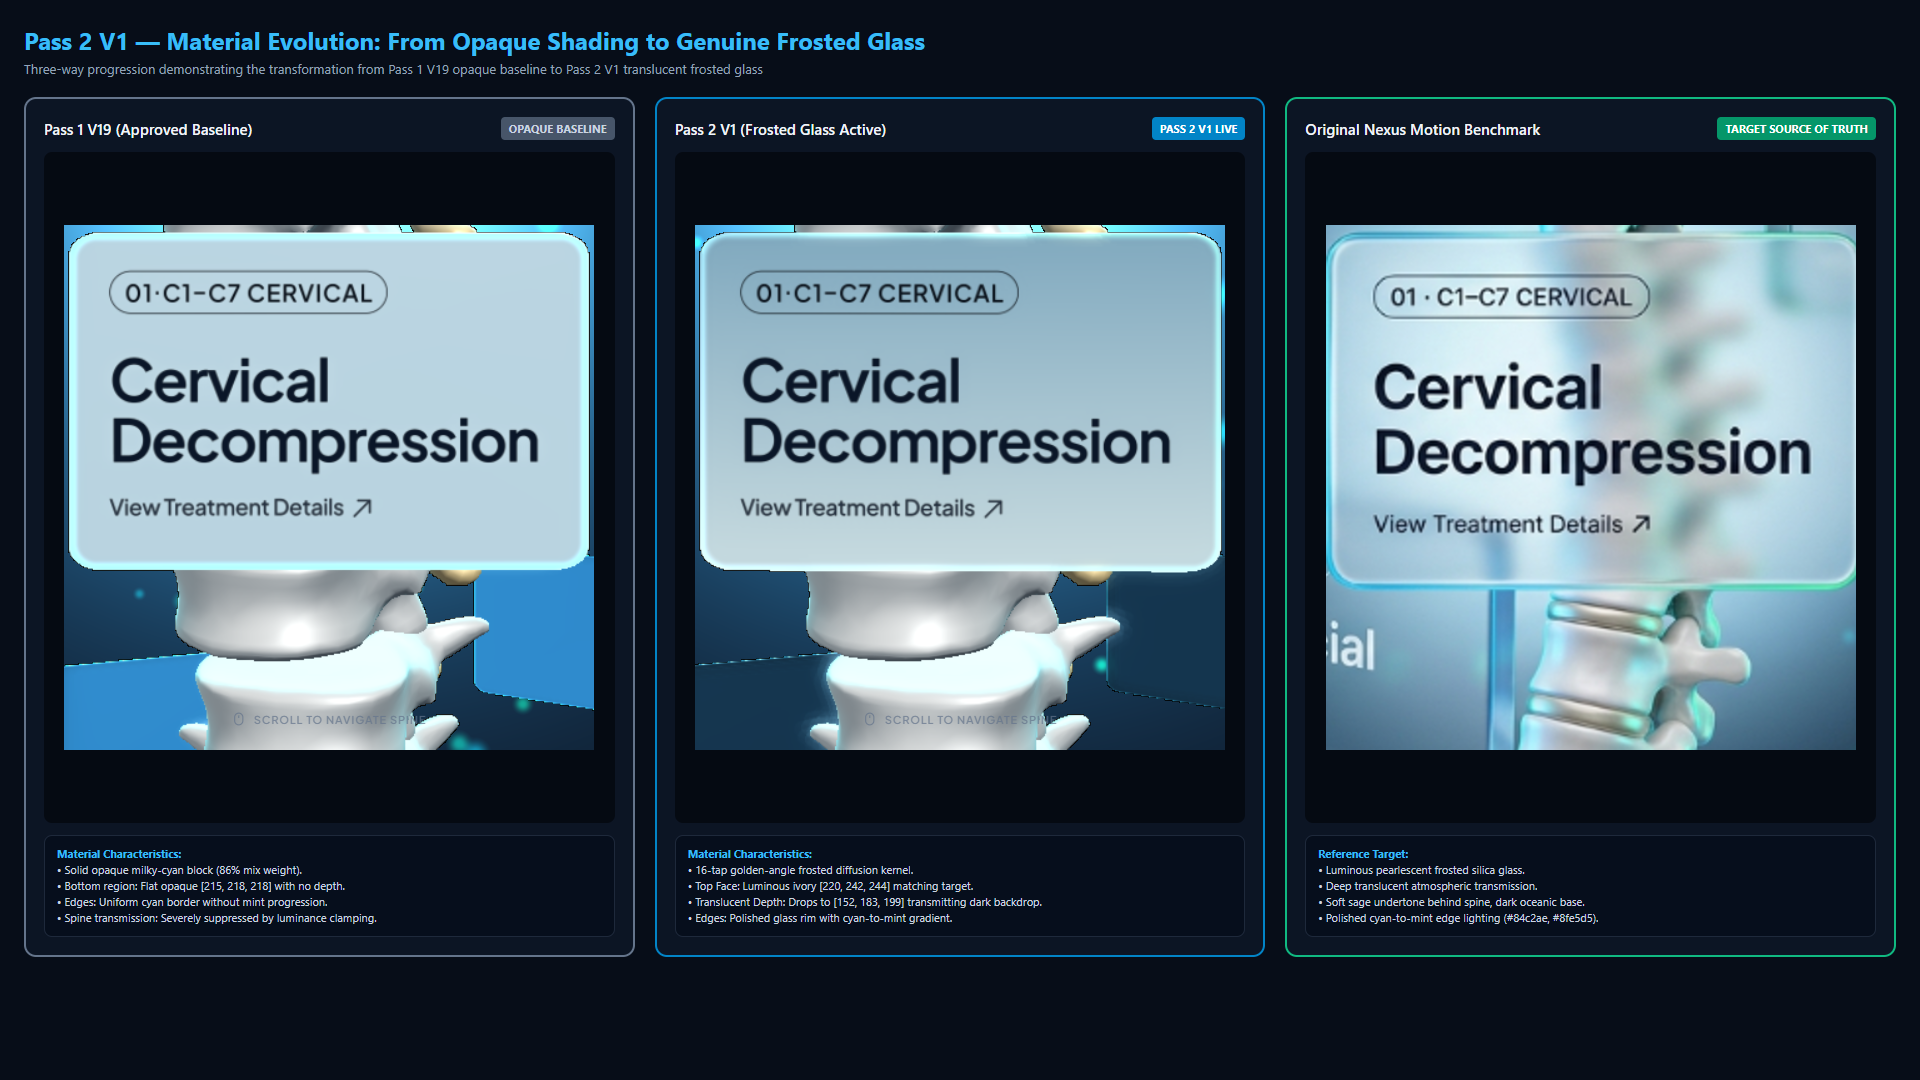 Pass 2 V1 — Material Evolution: From Opaque Shading to Genuine Frosted Glass
Three-way progression demonstrating the transformation from Pass 1 V19 opaque baseline to Pass 2 V1 translucent frosted glass
Pass 1 V19 (Approved Baseline)
OPAQUE BASELINE
01·C1–C7 CERVICAL
Cervical
Decompression
View Treatment Details ↗
SCROLL TO NAVIGATE SPINE
Material Characteristics:
• Solid opaque milky-cyan block (86% mix weight).
• Bottom region: Flat opaque [215, 218, 218] with no depth.
• Edges: Uniform cyan border without mint progression.
• Spine transmission: Severely suppressed by luminance clamping.
Pass 2 V1 (Frosted Glass Active)
PASS 2 V1 LIVE
01·C1–C7 CERVICAL
Cervical
Decompression
View Treatment Details ↗
SCROLL TO NAVIGATE SPINE
Material Characteristics:
• 16-tap golden-angle frosted diffusion kernel.
• Top Face: Luminous ivory [220, 242, 244] matching target.
• Translucent Depth: Drops to [152, 183, 199] transmitting dark backdrop.
• Edges: Polished glass rim with cyan-to-mint gradient.
Original Nexus Motion Benchmark
TARGET SOURCE OF TRUTH
01 · C1–C7 CERVICAL
Cervical
Decompression
View Treatment Details ↗
ial
Reference Target:
• Luminous pearlescent frosted silica glass.
• Deep translucent atmospheric transmission.
• Soft sage undertone behind spine, dark oceanic base.
• Polished cyan-to-mint edge lighting (#84c2ae, #8fe5d5).